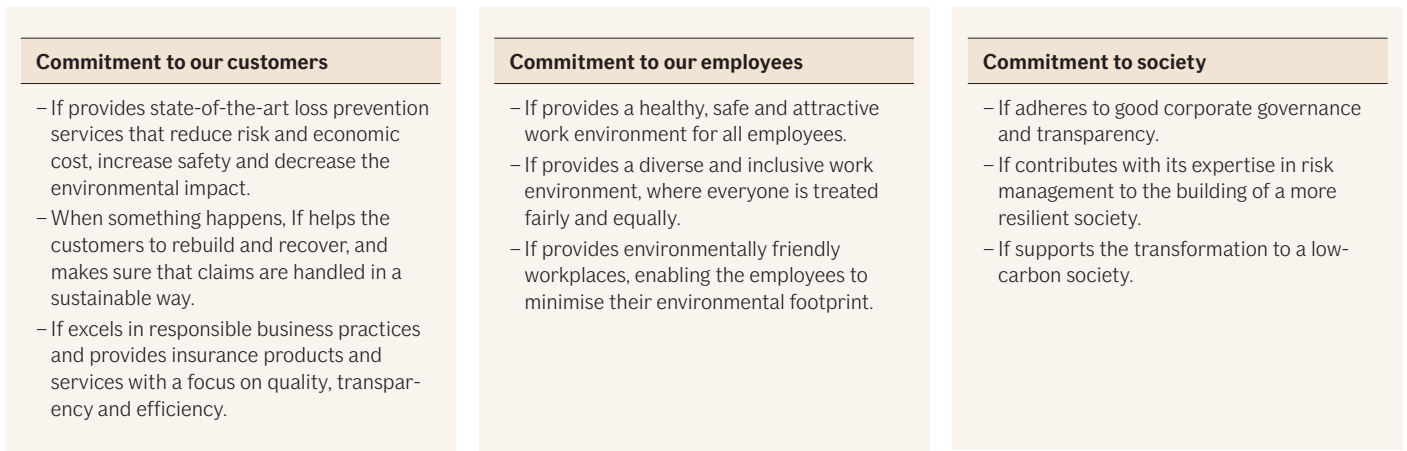 Commitment to our customers
– If provides state-of-the-art loss prevention
services that reduce risk and economic
cost, increase safety and decrease the
environmental impact.
– When something happens, If helps the
customers to rebuild and recover, and
makes sure that claims are handled in a
sustainable way.
– If excels in responsible business practices
and provides insurance products and
services with a focus on quality, transpar-
ency and efficiency.
Commitment to our employees
– If provides a healthy, safe and attractive
work environment for all employees.
– If provides a diverse and inclusive work
environment, where everyone is treated
fairly and equally.
– If provides environmentally friendly
workplaces, enabling the employees to
minimise their environmental footprint.
Commitment to society
– If adheres to good corporate governance
and transparency.
– If contributes with its expertise in risk
management to the building of a more
resilient society.
– If supports the transformation to a low-
carbon society.